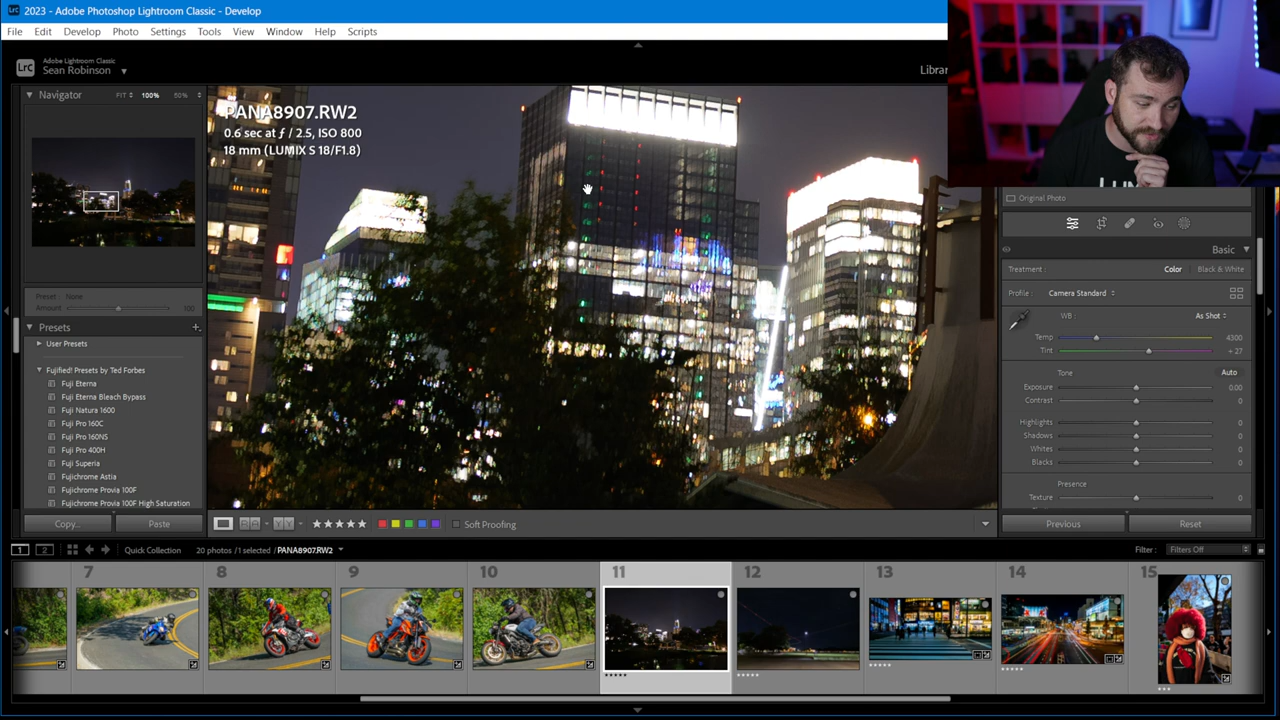 2023 - Adobe Photoshop Lightroom Classic - Develop
File Edit Develop Photo Settings Tools View Window Help Scripts
Lrc
Adobe Lightroom Classic
Sean Robinson
Navigator FIT 100% 50%
Preset: None
Amount 100
Presets
User Presets
Fujified! Presets by Ted Forbes
Fuji Eterna
Fuji Eterna Bleach Bypass
Fuji Natura 1600
Fuji Pro 160C
Fuji Pro 160NS
Fuji Pro 400H
Fuji Superia
Fujichrome Astia
Fujichrome Provia 100F
Fujichrome Provia 100F High Saturation
Copy... Paste
PANA8907.RW2
0.6 sec at ƒ / 2.5, ISO 800
18 mm (LUMIX S 18/F1.8)
Soft Proofing
Original Photo
Basic
Treatment : Color Black & White
Profile : Camera Standard
WB : As Shot
Temp 4300
Tint + 27
Tone Auto
Exposure 0.00
Contrast 0
Highlights 0
Shadows 0
Whites 0
Blacks 0
Presence
Texture 0
Previous Reset
1 2 Quick Collection 20 photos / 1 selected / PANA8907.RW2 Filter : Filters Off
7 8 9 10 11 12 13 14 15